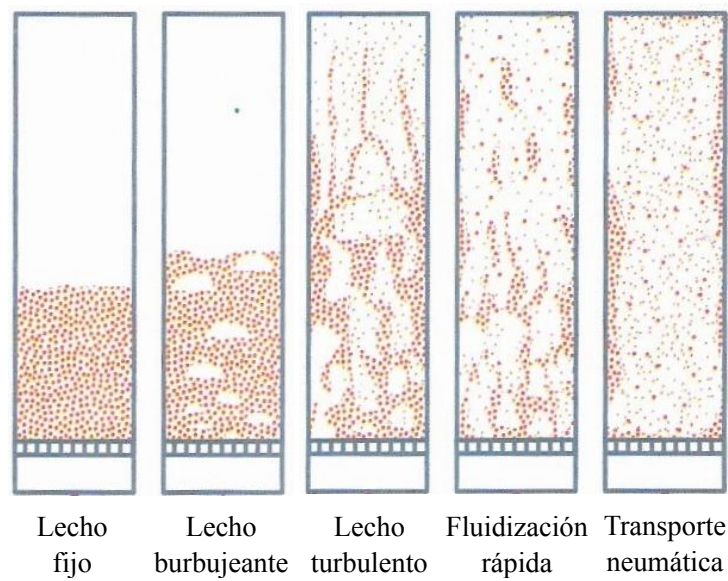 Lecho
fijo
Lecho
burbujeante
Lecho
turbulento
Fluidización
rápida
Transporte
neumática